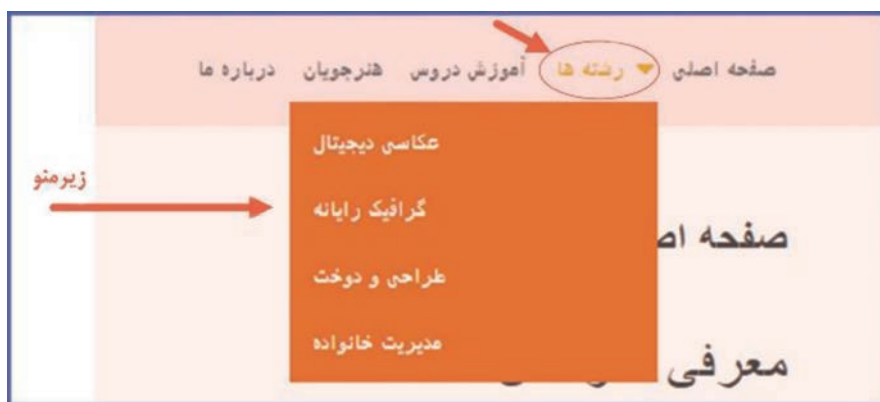 صفحه اصلی رشته ها آموزش دروس هنرجویان درباره ما
عکاسی دیجیتال
زیرمنو
گرافیک رایانه
صفحه اص
طراحی و دوخت
مدیریت خانواده
معرفی